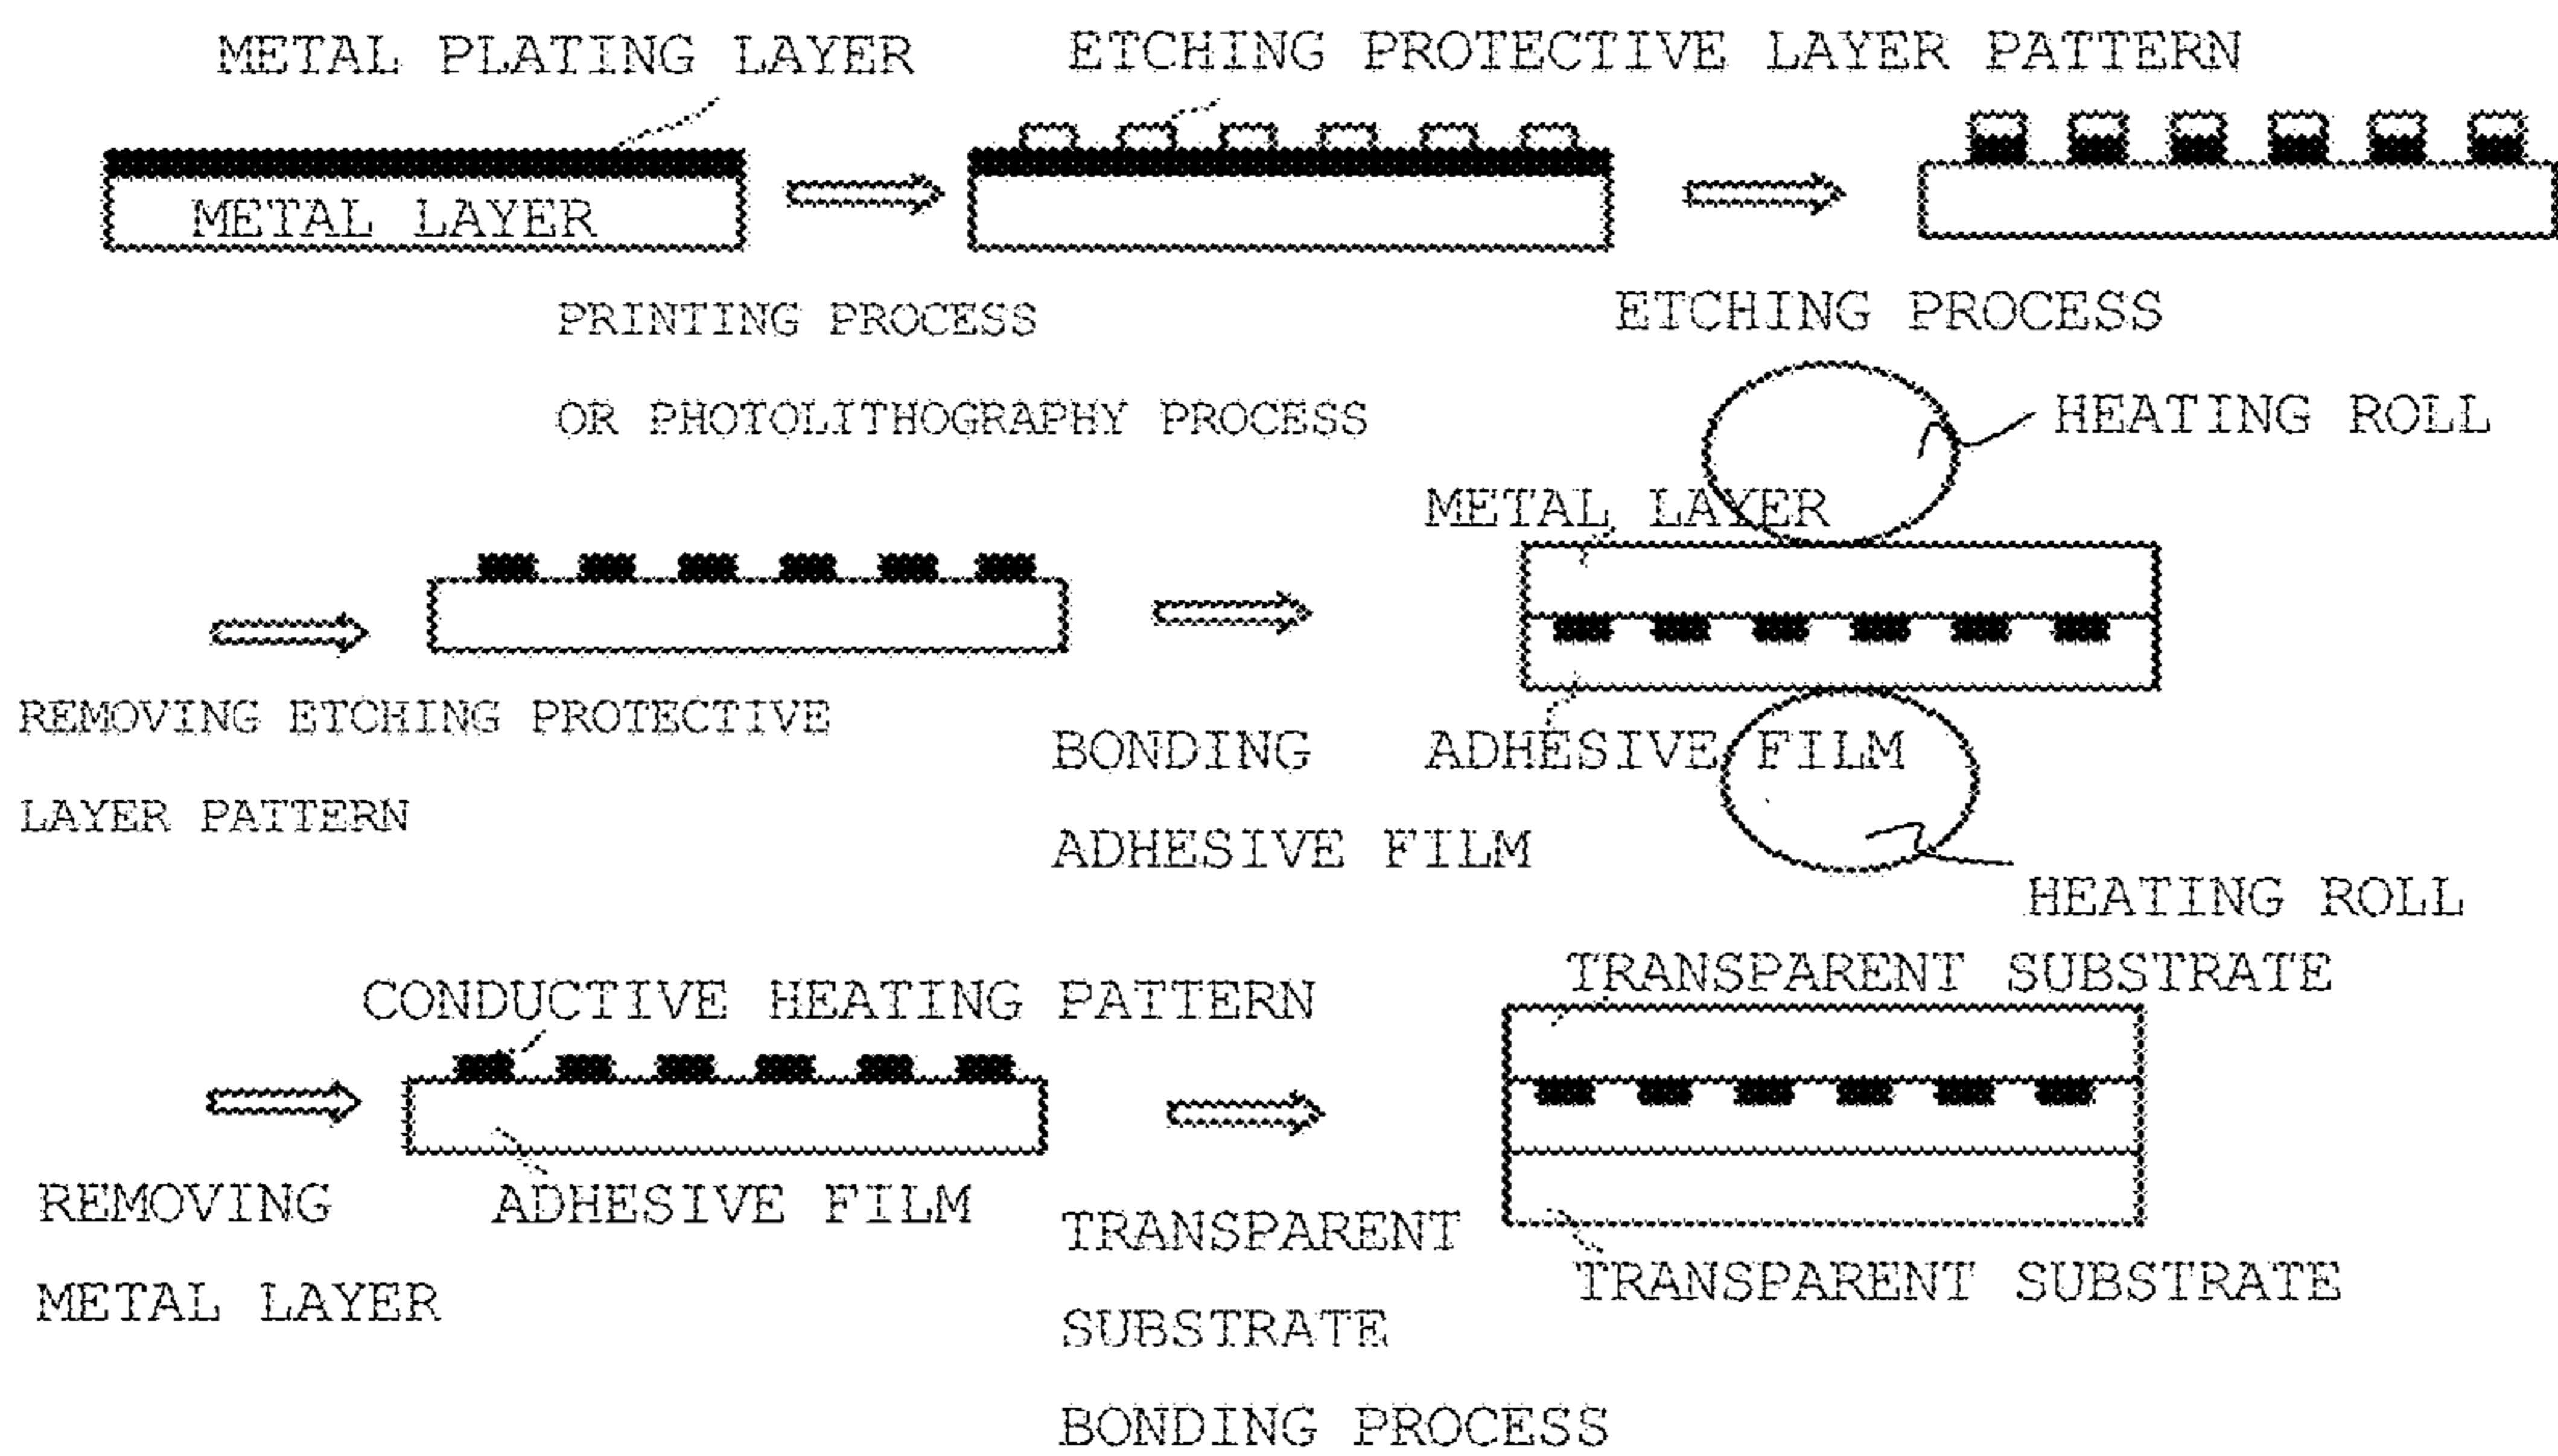 METAL PLATING LAYER
ETCHING PROTECTIVE LAYER PATTERN
METAL LAYER
PRINTING PROCESS
OR PHOTOLITHOGRAPHY PROCESS
ETCHING PROCESS
HEATING ROLL
METAL LAYER
REMOVING ETCHING PROTECTIVE
LAYER PATTERN
BONDING
ADHESIVE FILM
ADHESIVE FILM
HEATING ROLL
CONDUCTIVE HEATING PATTERN
TRANSPARENT SUBSTRATE
REMOVING
METAL LAYER
ADHESIVE FILM
TRANSPARENT
SUBSTRATE
BONDING PROCESS
TRANSPARENT SUBSTRATE